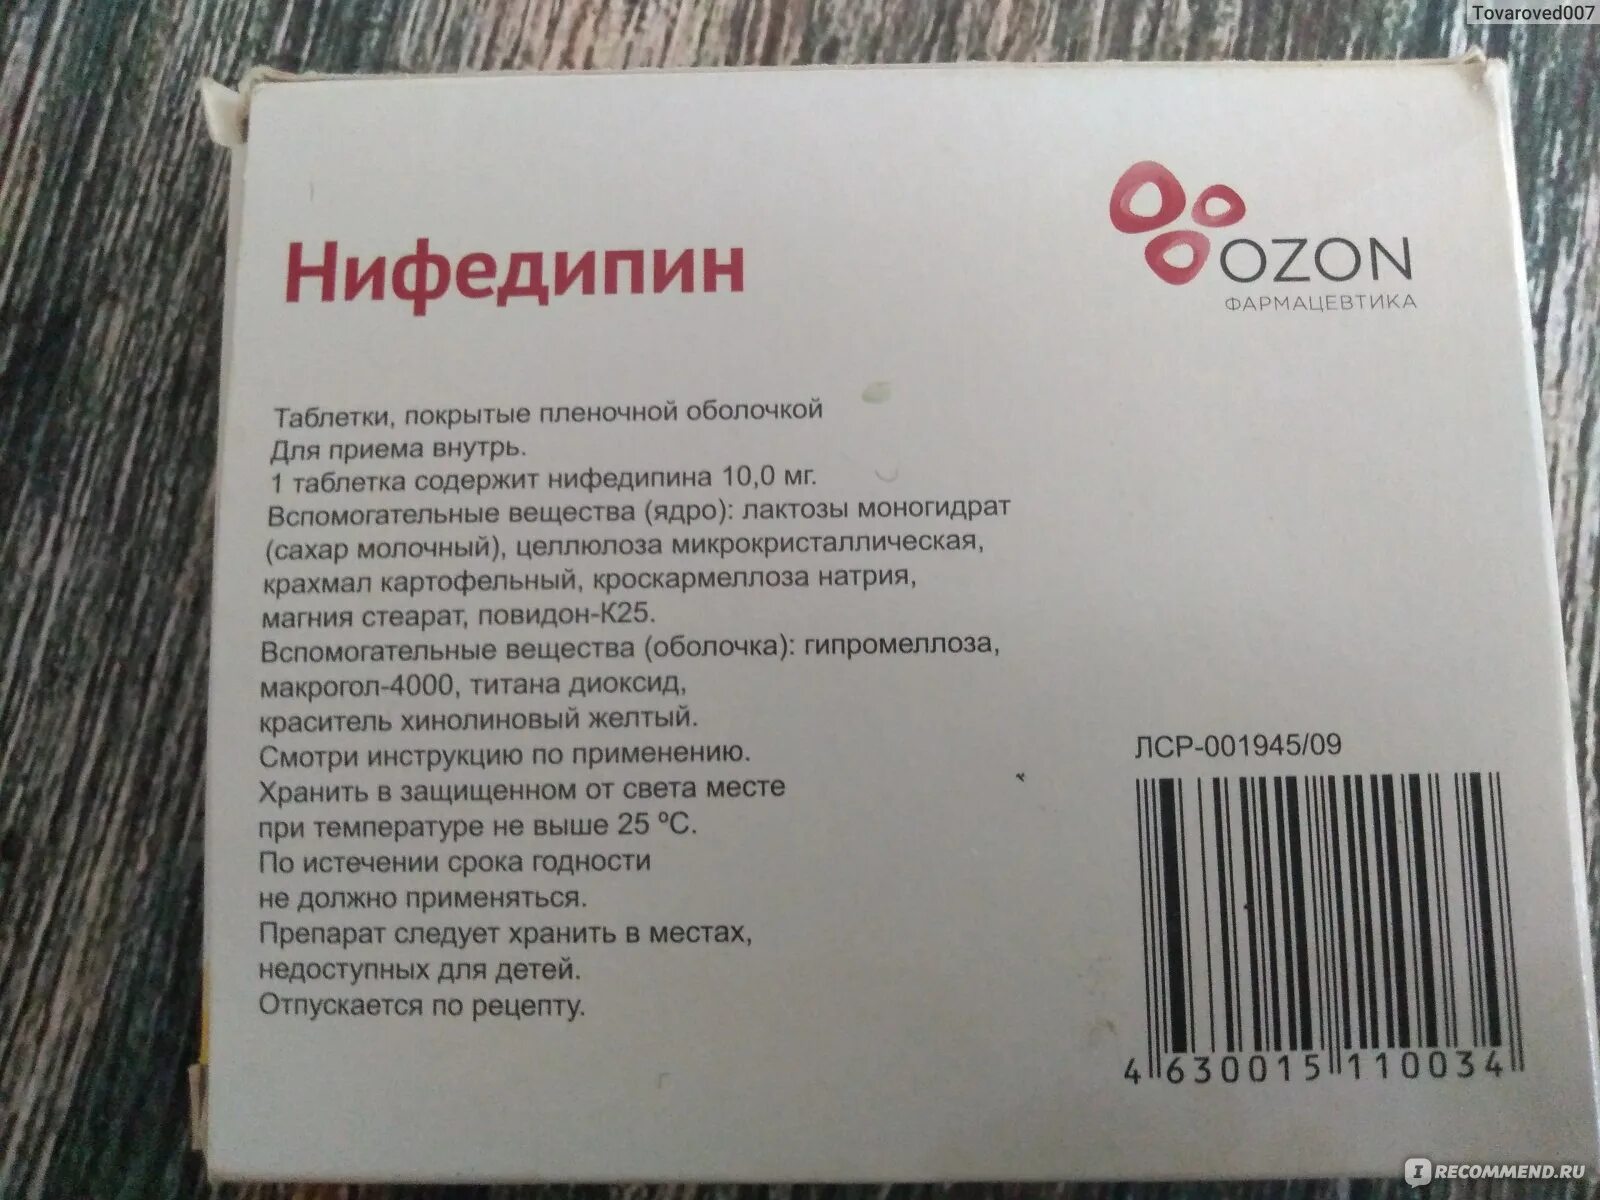 Tovaroved007
Нифедипин
OZON
ФАРМАЦЕВТИКА
Таблетки, покрытые пленочной оболочкой
Для приема внутрь.
1 таблетка содержит нифедипина 10,0 мг.
Вспомогательные вещества (ядро): лактозы моногидрат
(сахар молочный), целлюлоза микрокристаллическая,
крахмал картофельный, кроскармеллоза натрия,
магния стеарат, повидон-К25.
Вспомогательные вещества (оболочка): гипромеллоза,
макрогол-4000, титана диоксид,
краситель хинолиновый желтый.
Смотри инструкцию по применению.
Хранить в защищенном от света месте
при температуре не выше 25 ºС.
По истечении срока годности
не должно применяться.
Препарат следует хранить в местах,
недоступных для детей.
Отпускается по рецепту.
ЛСР-001945/09
4 630015 110034
IRECOMMEND.RU